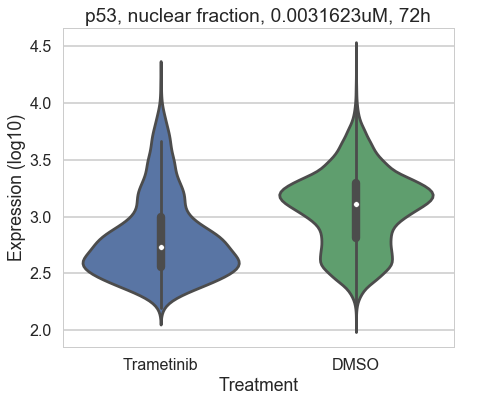 p53, nuclear fraction, 0.0031623uM, 72h
Expression (log10)
4.5
4.0
3.5
3.0
2.5
2.0
Trametinib DMSO
Treatment